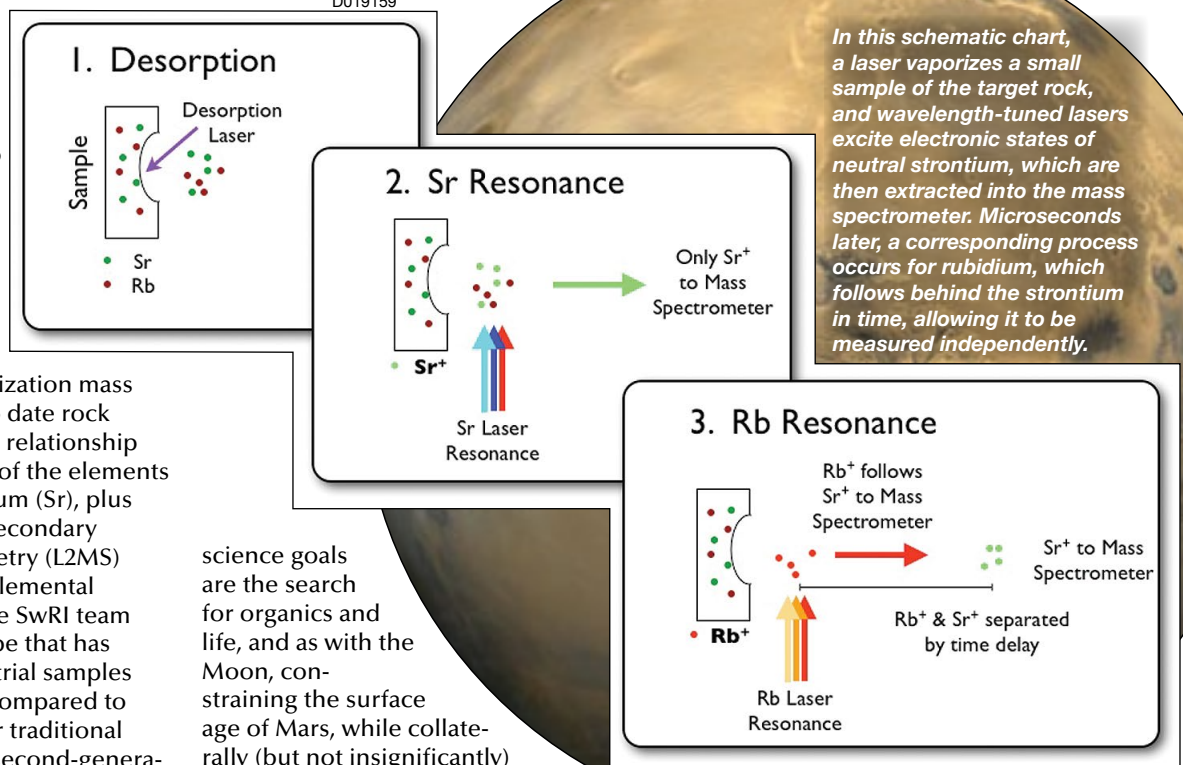 D019159
1. Desorption
Sample
Desorption
Laser
Sr
Rb
2. Sr Resonance
Only Sr⁺
to Mass
Spectrometer
Sr⁺
Sr Laser
Resonance
3. Rb Resonance
Rb⁺ follows
Sr⁺ to Mass
Spectrometer
Sr⁺ to Mass
Spectrometer
Rb⁺
Rb⁺ & Sr⁺ separated
by time delay
Rb Laser
Resonance
In this schematic chart,
a laser vaporizes a small
sample of the target rock,
and wavelength-tuned lasers
excite electronic states of
neutral strontium, which are
then extracted into the mass
spectrometer. Microseconds
later, a corresponding process
occurs for rubidium, which
follows behind the strontium
in time, allowing it to be
measured independently.
ization mass
date rock
relationship
of the elements
um (Sr), plus
econdary
etry (L2MS)
lemental
e SwRI team
pe that has
trial samples
ompared to
r traditional
econd-genera-
science goals
are the search
for organics and
life, and as with the
Moon, con-
straining the surface
age of Mars, while collate-
rally (but not insignificantly)